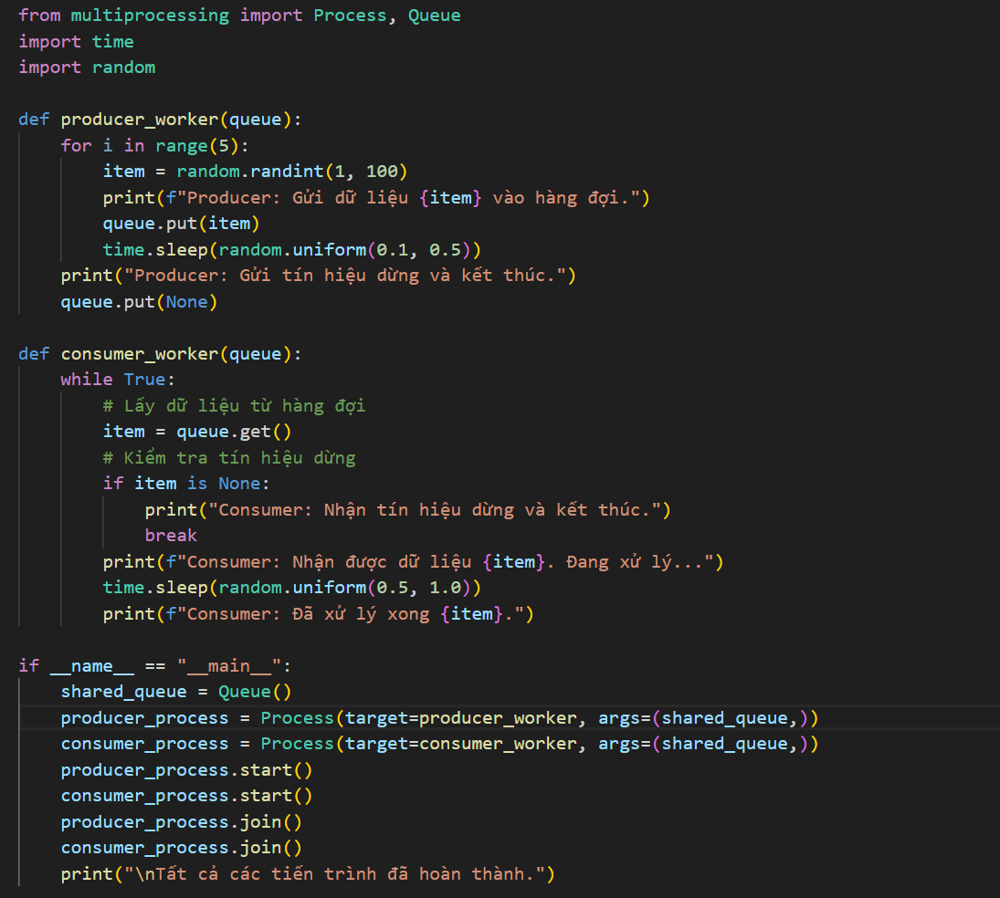 from multiprocessing import Process, Queue
import time
import random

def producer_worker(queue):
    for i in range(5):
        item = random.randint(1, 100)
        print(f"Producer: Gửi dữ liệu {item} vào hàng đợi.")
        queue.put(item)
        time.sleep(random.uniform(0.1, 0.5))
    print("Producer: Gửi tín hiệu dừng và kết thúc.")
    queue.put(None)

def consumer_worker(queue):
    while True:
        # Lấy dữ liệu từ hàng đợi
        item = queue.get()
        # Kiểm tra tín hiệu dừng
        if item is None:
            print("Consumer: Nhận tín hiệu dừng và kết thúc.")
            break
        print(f"Consumer: Nhận được dữ liệu {item}. Đang xử lý...")
        time.sleep(random.uniform(0.5, 1.0))
        print(f"Consumer: Đã xử lý xong {item}.")

if __name__ == "__main__":
    shared_queue = Queue()
    producer_process = Process(target=producer_worker, args=(shared_queue,))
    consumer_process = Process(target=consumer_worker, args=(shared_queue,))
    producer_process.start()
    consumer_process.start()
    producer_process.join()
    consumer_process.join()
    print("\nTất cả các tiến trình đã hoàn thành.")